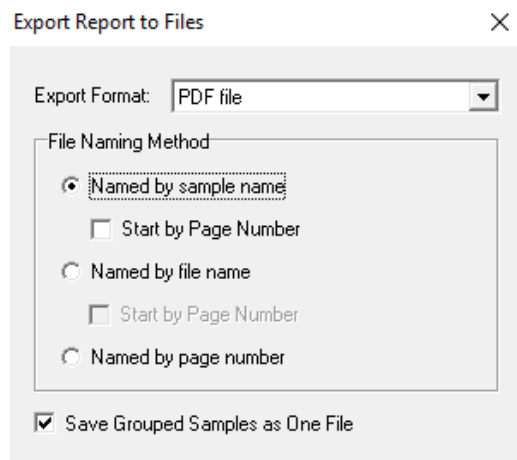 Export Report to Files
Export Format: PDF file
File Naming Method
Named by sample name
Start by Page Number
Named by file name
Start by Page Number
Named by page number
Save Grouped Samples as One File